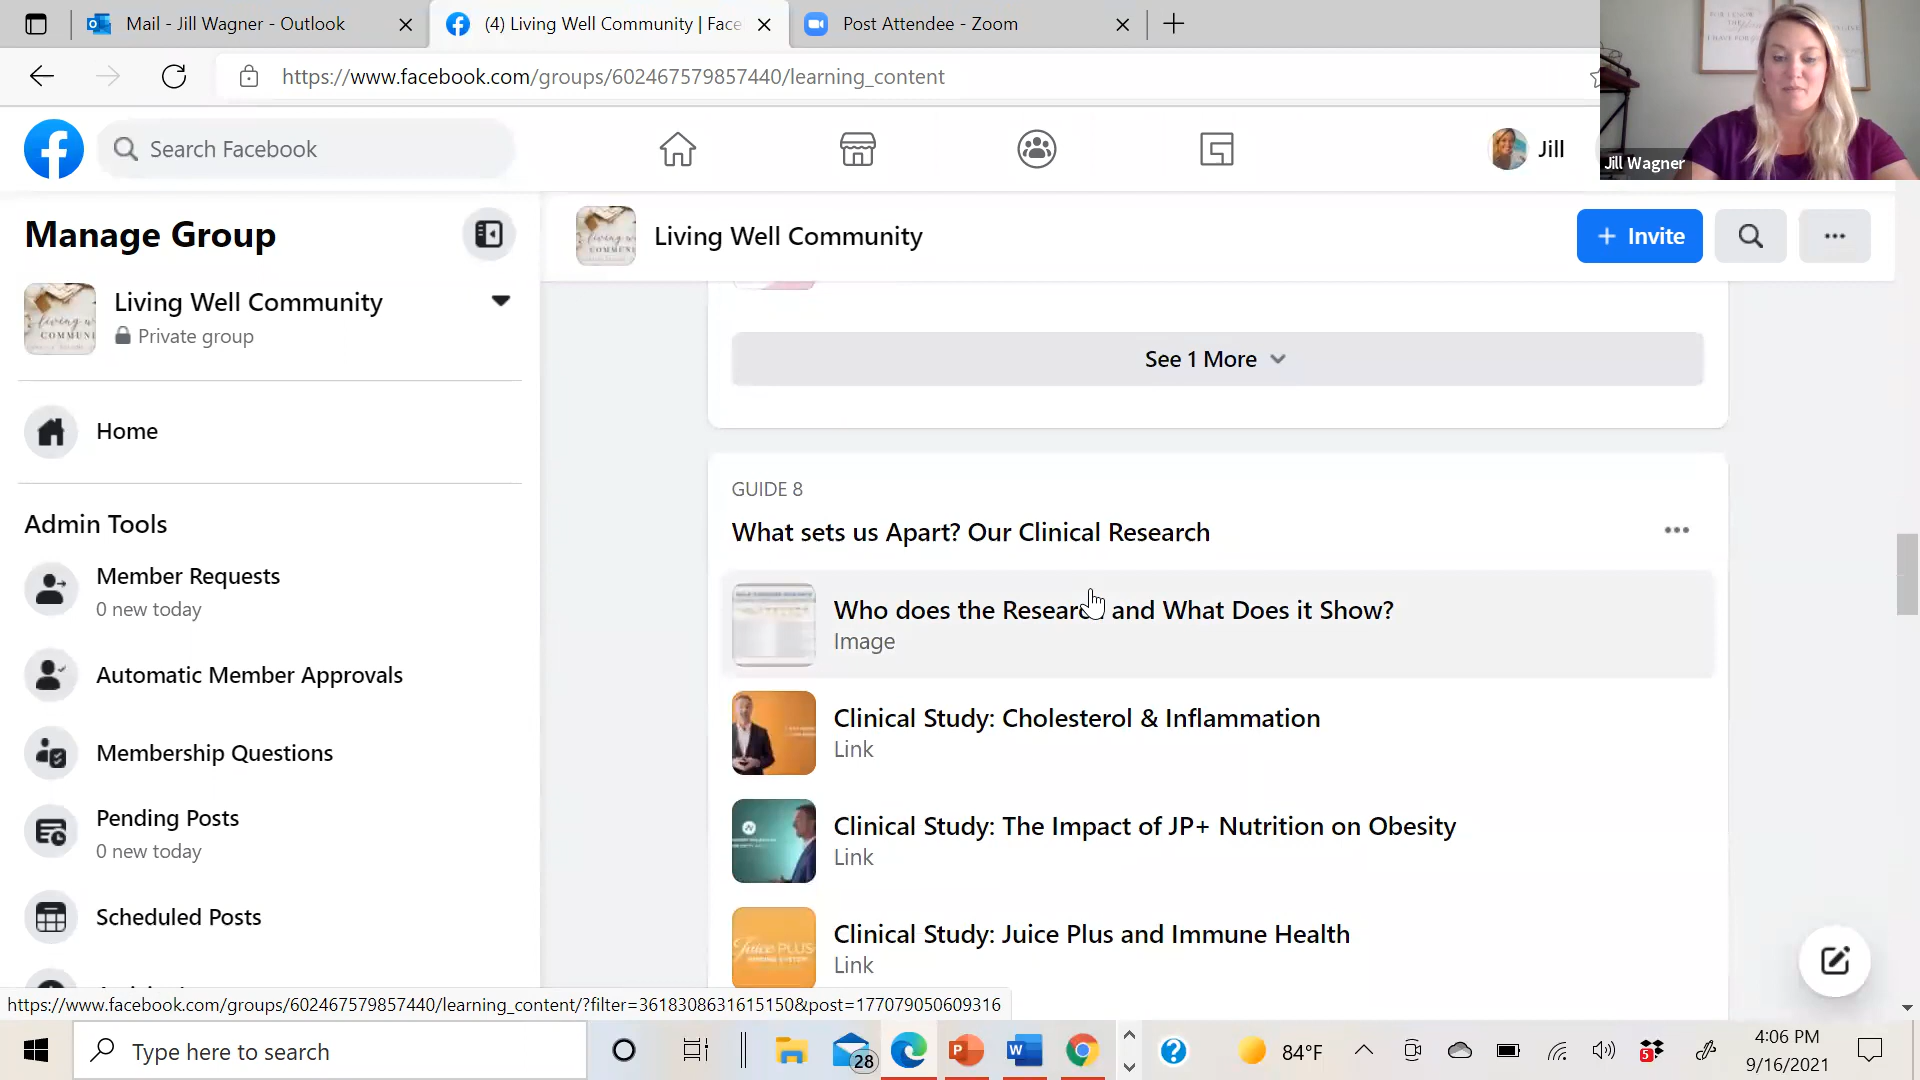 Mail - Jill Wagner - Outlook
(4) Living Well Community | Face
Post Attendee - Zoom
https://www.facebook.com/groups/602467579857440/learning_content
Jill Wagner
Search Facebook
Jill
Manage Group
Living Well Community
Private group
Home
Admin Tools
Member Requests
0 new today
Automatic Member Approvals
Membership Questions
Pending Posts
0 new today
Scheduled Posts
Living Well Community
+ Invite
See 1 More
GUIDE 8
What sets us Apart? Our Clinical Research
Who does the Research and What Does it Show?
Image
Clinical Study: Cholesterol & Inflammation
Link
Clinical Study: The Impact of JP+ Nutrition on Obesity
Link
Clinical Study: Juice Plus and Immune Health
Link
https://www.facebook.com/groups/602467579857440/learning_content/?filter=3618308631615150&post=177079050609316
Type here to search
28
84°F
5
4:06 PM
9/16/2021